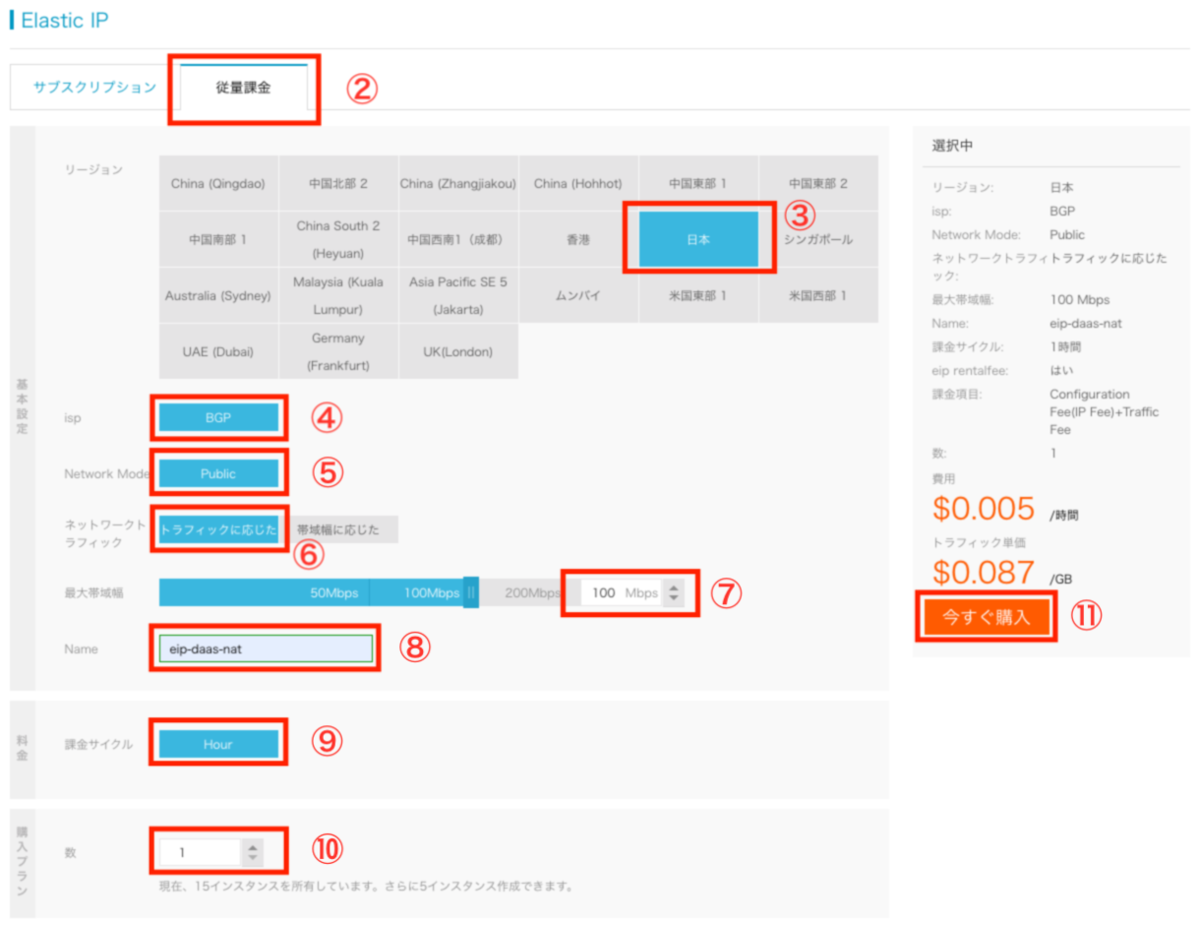 Elastic IP
サブスクリプション
従量課金
②
基本設定
リージョン
China (Qingdao)
中国北部 2
China (Zhangjiakou)
China (Hohhot)
中国東部 1
中国東部 2
中国南部 1
China South 2
(Heyuan)
中国西南1（成都）
香港
日本
③
シンガポール
Australia (Sydney)
Malaysia (Kuala
Lumpur)
Asia Pacific SE 5
(Jakarta)
ムンバイ
米国東部 1
米国西部 1
UAE (Dubai)
Germany
(Frankfurt)
UK(London)
isp
BGP
④
Network Mode
Public
⑤
ネットワークト
ラフィック
トラフィックに応じた
帯域幅に応じた
⑥
最大帯域幅
50Mbps
100Mbps
200Mbps
100 Mbps
⑦
Name
eip-daas-nat
⑧
料金
課金サイクル
Hour
⑨
購入プラン
数
1
⑩
現在、15インスタンスを所有しています。さらに5インスタンス作成できます。
選択中
リージョン: 日本
isp: BGP
Network Mode: Public
ネットワークトラフィ トラフィックに応じた
ック:
最大帯域幅: 100 Mbps
Name: eip-daas-nat
課金サイクル: 1時間
eip rentalfee: はい
課金項目: Configuration
Fee(IP Fee)+Traffic
Fee
数: 1
費用
$0.005 /時間
トラフィック単価
$0.087 /GB
今すぐ購入
⑪